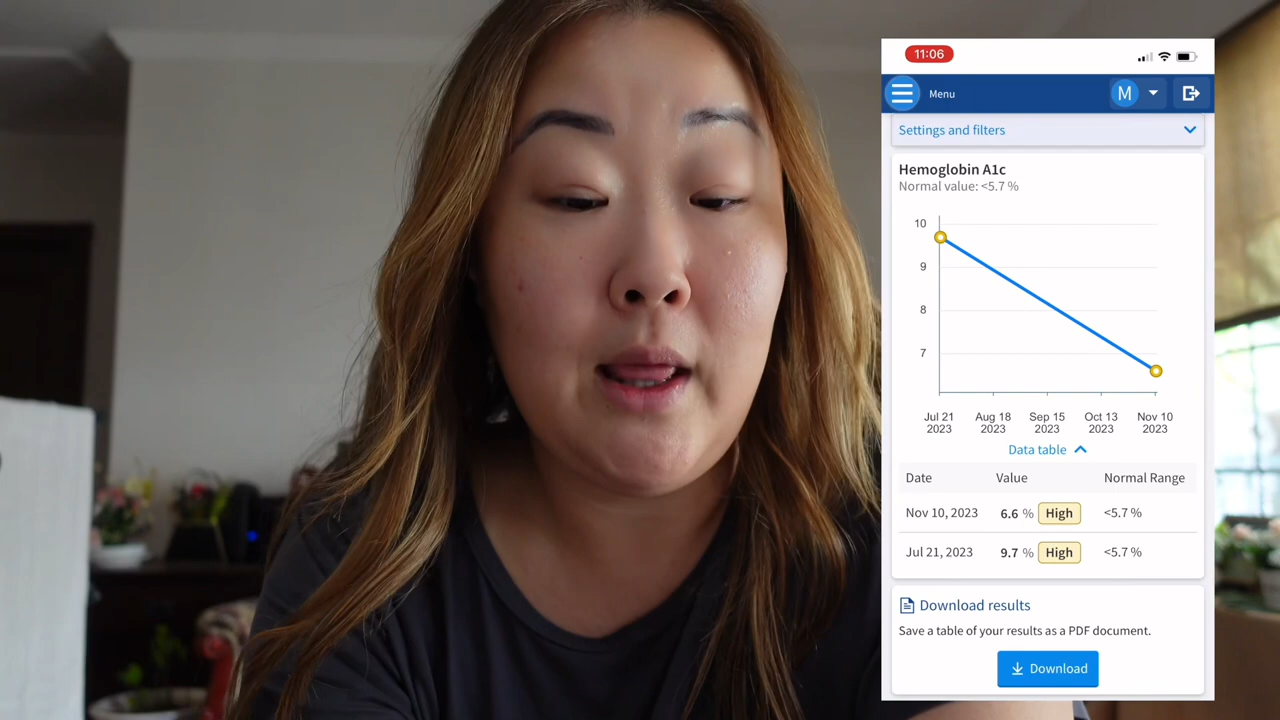 11:06
Menu M
Settings and filters
Hemoglobin A1c
Normal value: <5.7 %
10
9
8
7
Jul 21 Aug 18 Sep 15 Oct 13 Nov 10
2023 2023 2023 2023 2023
Data table
Date Value Normal Range
Nov 10, 2023 6.6 % High <5.7 %
Jul 21, 2023 9.7 % High <5.7 %
Download results
Save a table of your results as a PDF document.
Download